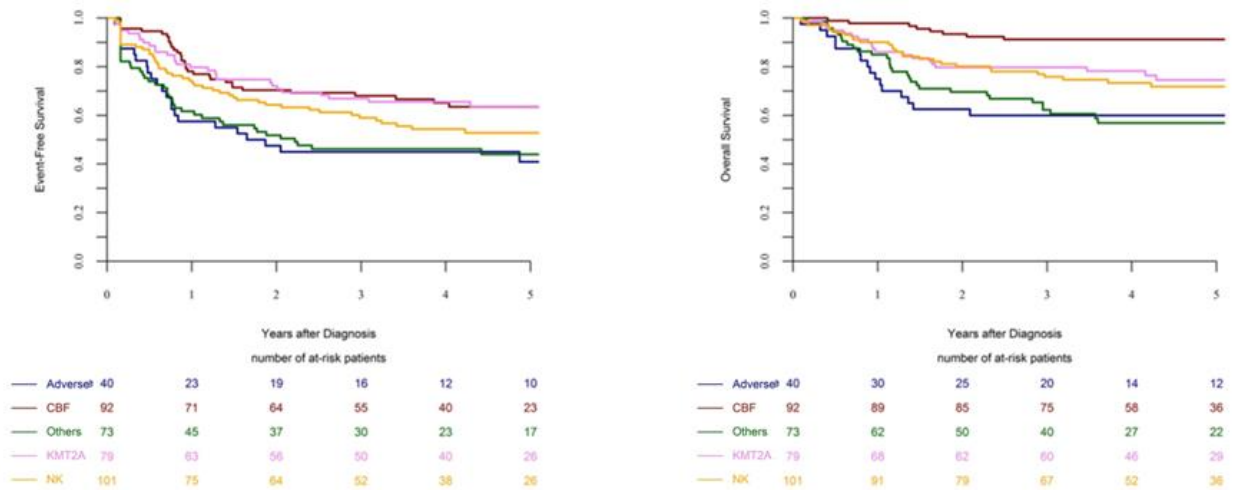 1.0
0.8
0.6
0.4
0.2
0.0
Event-Free Survival
0 1 2 3 4 5
Years after Diagnosis
number of at-risk patients
Adverse 40 23 19 16 12 10
CBF 92 71 64 55 40 23
Others 73 45 37 30 23 17
KMT2A 79 63 56 50 40 26
NK 101 75 64 52 38 26
1.0
0.8
0.6
0.4
0.2
0.0
Overall Survival
0 1 2 3 4 5
Years after Diagnosis
number of at-risk patients
Adverse 40 30 25 20 14 12
CBF 92 89 85 75 58 36
Others 73 62 50 40 27 22
KMT2A 79 68 62 60 46 29
NK 101 91 79 67 52 36